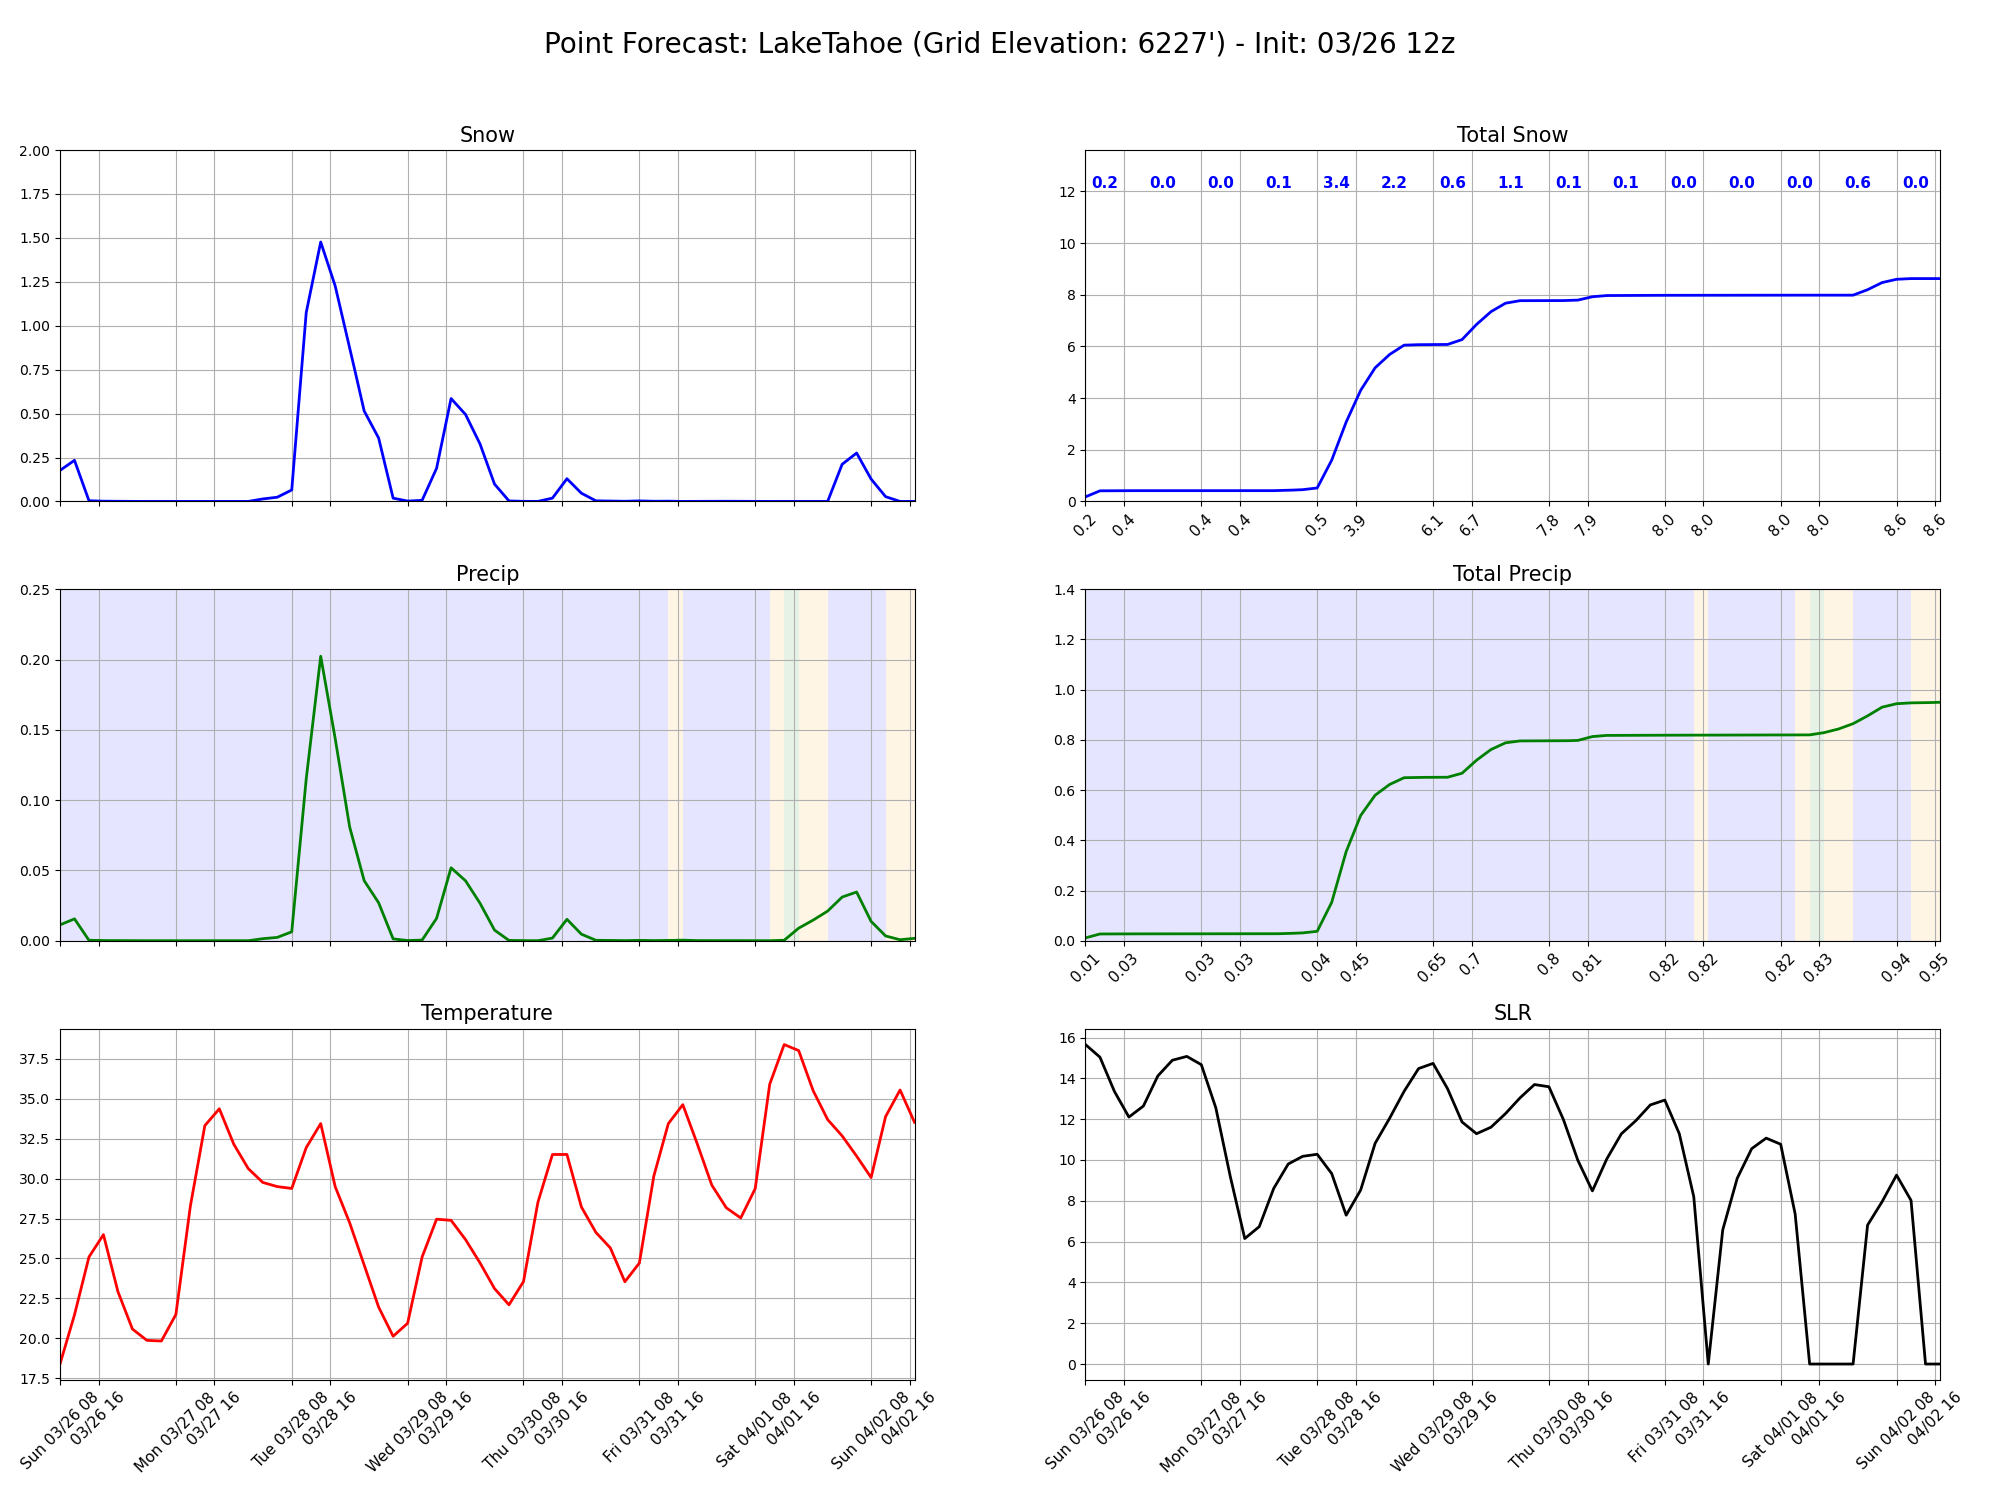 Point Forecast: LakeTahoe (Grid Elevation: 6227') - Init: 03/26 12z
Snow
2.00
1.75
1.50
1.25
1.00
0.75
0.50
0.25
0.00
Total Snow
0.2 0.0 0.0 0.1 3.4 2.2 0.6 1.1 0.1 0.1 0.0 0.0 0.0 0.6 0.0
12
10
8
6
4
2
0
0.2 0.4 0.4 0.4 0.5 3.9 6.1 6.7 7.8 7.9 8.0 8.0 8.0 8.0 8.6 8.6
Precip
0.25
0.20
0.15
0.10
0.05
0.00
Total Precip
1.4
1.2
1.0
0.8
0.6
0.4
0.2
0.0
0.01 0.03 0.03 0.03 0.04 0.45 0.65 0.7 0.8 0.81 0.82 0.82 0.82 0.83 0.94 0.95
Temperature
37.5
35.0
32.5
30.0
27.5
25.0
22.5
20.0
17.5
Sun 03/26 08
03/26 16
Mon 03/27 08
03/27 16
Tue 03/28 08
03/28 16
Wed 03/29 08
03/29 16
Thu 03/30 08
03/30 16
Fri 03/31 08
03/31 16
Sat 04/01 08
04/01 16
Sun 04/02 08
04/02 16
SLR
16
14
12
10
8
6
4
2
0
Sun 03/26 08
03/26 16
Mon 03/27 08
03/27 16
Tue 03/28 08
03/28 16
Wed 03/29 08
03/29 16
Thu 03/30 08
03/30 16
Fri 03/31 08
03/31 16
Sat 04/01 08
04/01 16
Sun 04/02 08
04/02 16